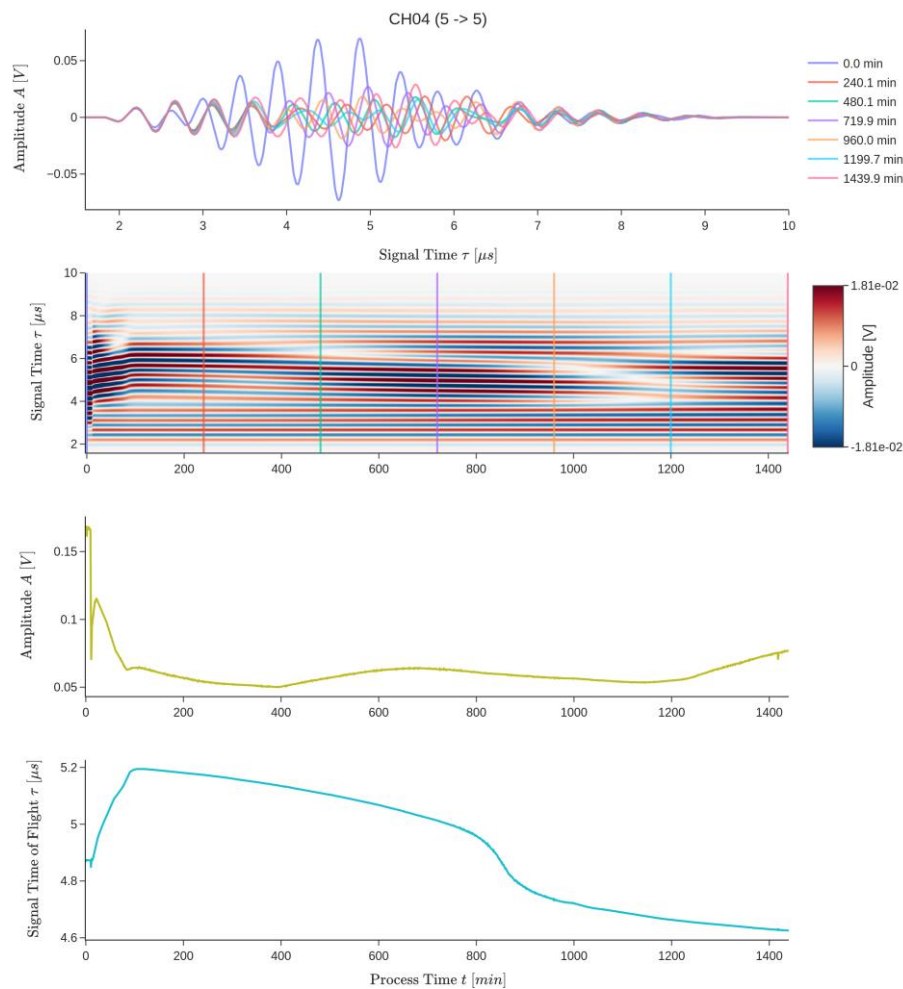 CH04 (5 -> 5)
Amplitude A [V]
0.05
0
−0.05
2 3 4 5 6 7 8 9 10
Signal Time τ [μs]
0.0 min
240.1 min
480.1 min
719.9 min
960.0 min
1199.7 min
1439.9 min
Signal Time τ [μs]
10
8
6
4
2
0 200 400 600 800 1000 1200 1400
1.81e-02
0
-1.81e-02
Amplitude [V]
Amplitude A [V]
0.15
0.1
0.05
0 200 400 600 800 1000 1200 1400
Signal Time of Flight τ [μs]
5.2
5
4.8
4.6
0 200 400 600 800 1000 1200 1400
Process Time t [min]